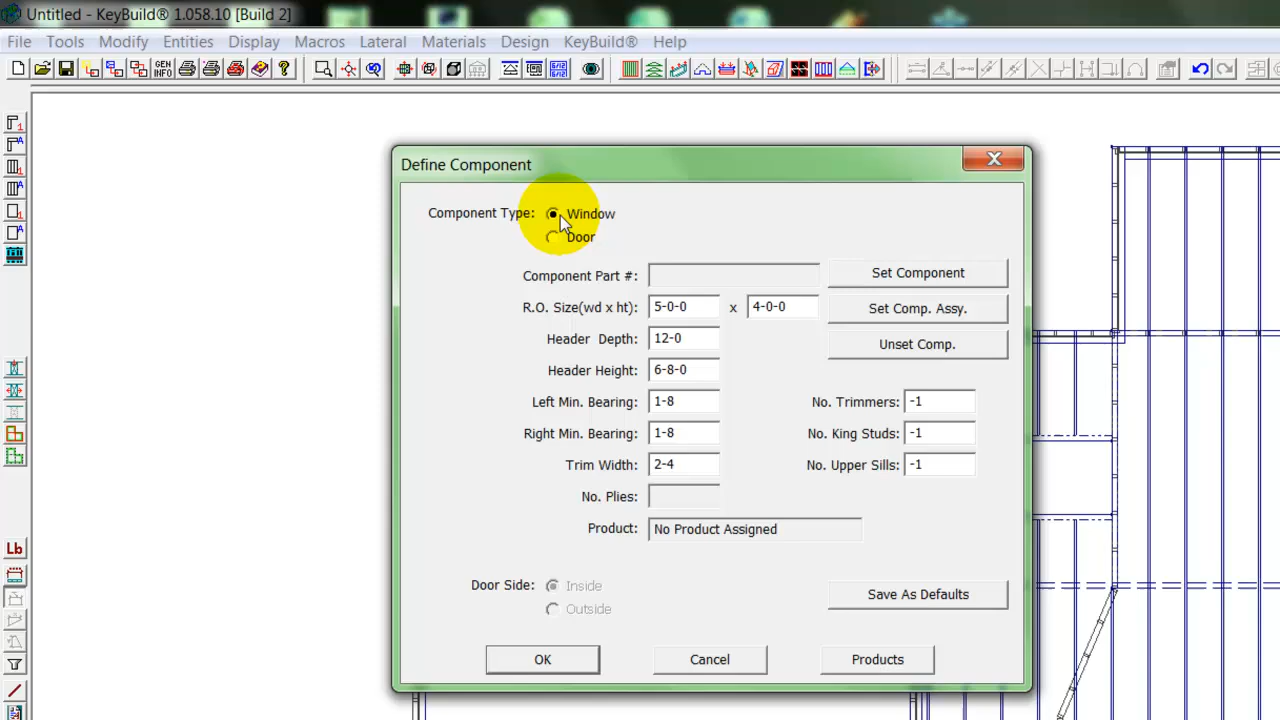 Untitled - KeyBuild® 1.058.10 [Build 2]
File Tools Modify Entities Display Macros Lateral Materials Design KeyBuild® Help
GEN INFO
Define Component
Component Type: Window
Door
Component Part #: Set Component
R.O. Size(wd x ht): 5-0-0 x 4-0-0 Set Comp. Assy.
Header Depth: 12-0
Unset Comp.
Header Height: 6-8-0
Left Min. Bearing: 1-8 No. Trimmers: -1
Right Min. Bearing: 1-8 No. King Studs: -1
Trim Width: 2-4 No. Upper Sills: -1
No. Plies:
Product: No Product Assigned
Door Side: Inside
Save As Defaults
Outside
OK Cancel Products
Lb